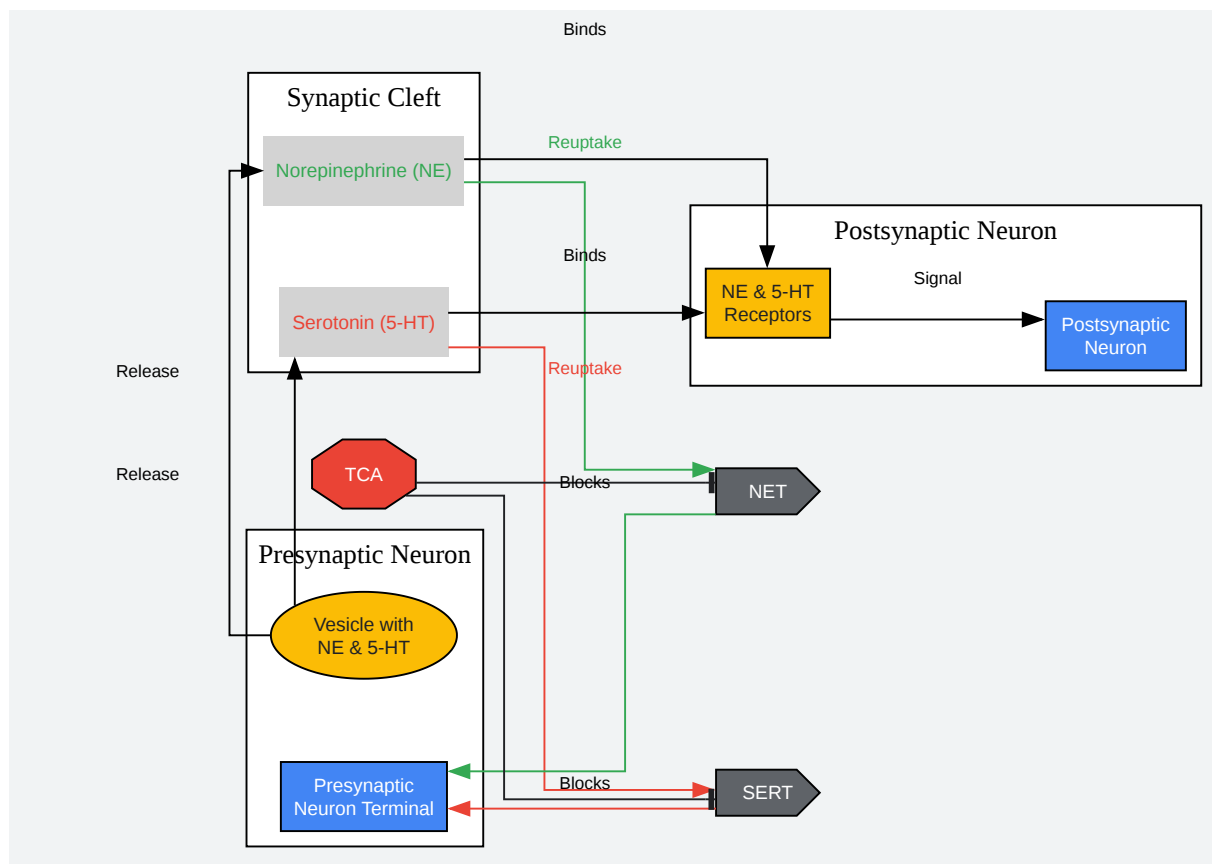 Binds
Synaptic Cleft
Reuptake
Norepinephrine (NE)
Postsynaptic Neuron
Binds
Signal
NE & 5-HT
Receptors
Serotonin (5-HT)
Postsynaptic
Neuron
Release
Reuptake
Release
TCA
Blocks
NET
Presynaptic Neuron
Vesicle with
NE & 5-HT
Presynaptic
Neuron Terminal
Blocks
SERT